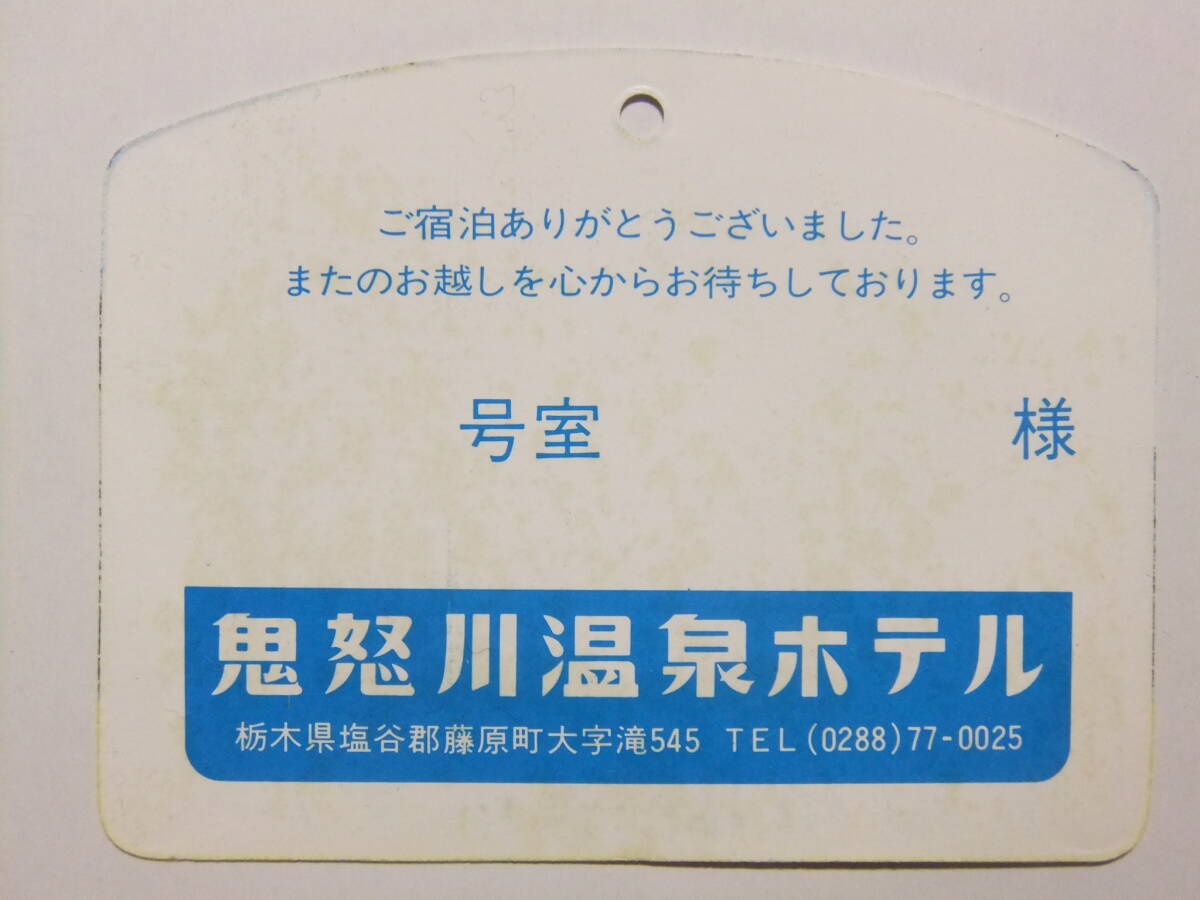 ご宿泊ありがとうございました。
またのお越しを心からお待ちしております。
号室 様
鬼怒川温泉ホテル
栃木県塩谷郡藤原町大字滝545 TEL(0288)77-0025